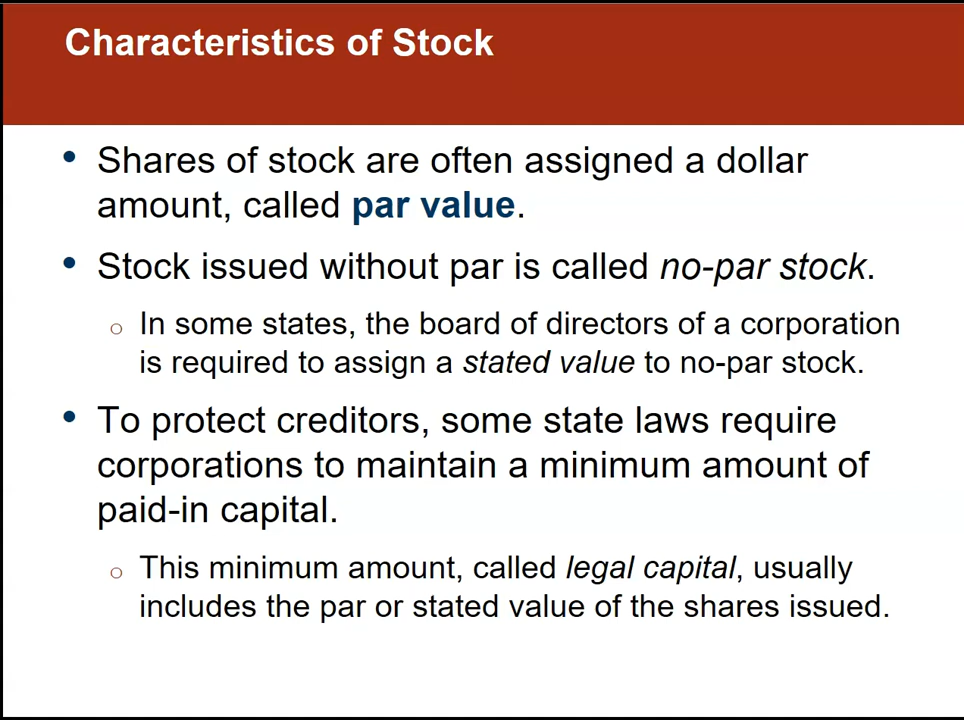 Characteristics of Stock
• Shares of stock are often assigned a dollar
amount, called par value.
• Stock issued without par is called no-par stock.
o In some states, the board of directors of a corporation
is required to assign a stated value to no-par stock.
• To protect creditors, some state laws require
corporations to maintain a minimum amount of
paid-in capital.
o This minimum amount, called legal capital, usually
includes the par or stated value of the shares issued.